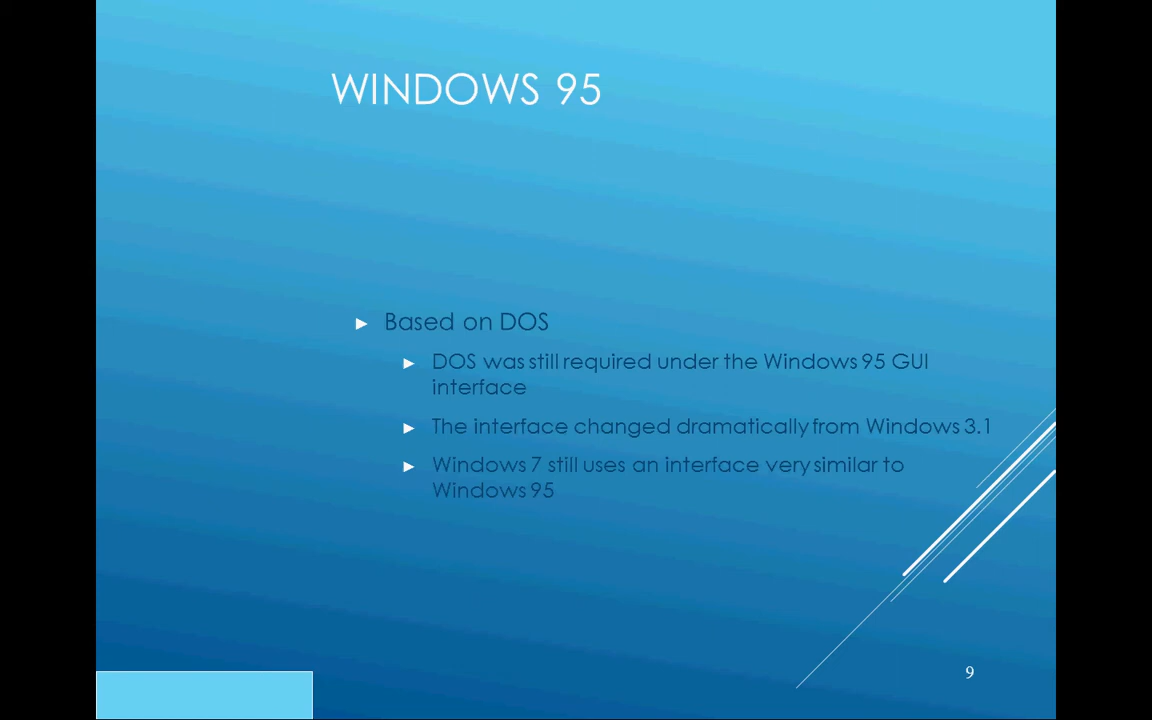 WINDOWS 95
► Based on DOS
► DOS was still required under the Windows 95 GUI
interface
► The interface changed dramatically from Windows 3.1
► Windows 7 still uses an interface very similar to
Windows 95
9